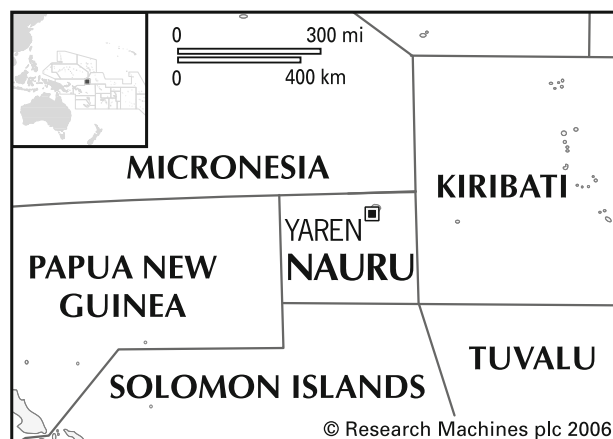 0 300 mi
0 400 km
MICRONESIA
KIRIBATI
YAREN
NAURU
PAPUA NEW
GUINEA
TUVALU
SOLOMON ISLANDS
© Research Machines plc 2006